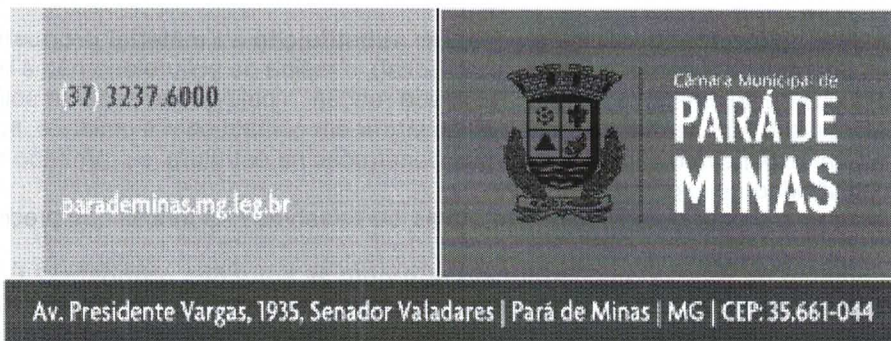 (37) 3237.6000
parademinas.mg.leg.br
Câmara Municipal de
PARÁ DE
MINAS
Av. Presidente Vargas, 1935, Senador Valadares | Pará de Minas | MG | CEP: 35.661-044